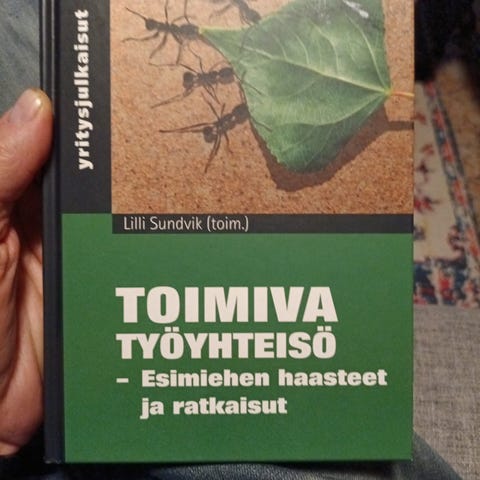 yritysjulkaisut
Lilli Sundvik (toim.)
TOIMIVA
TYÖYHTEISÖ
– Esimiehen haasteet
ja ratkaisut